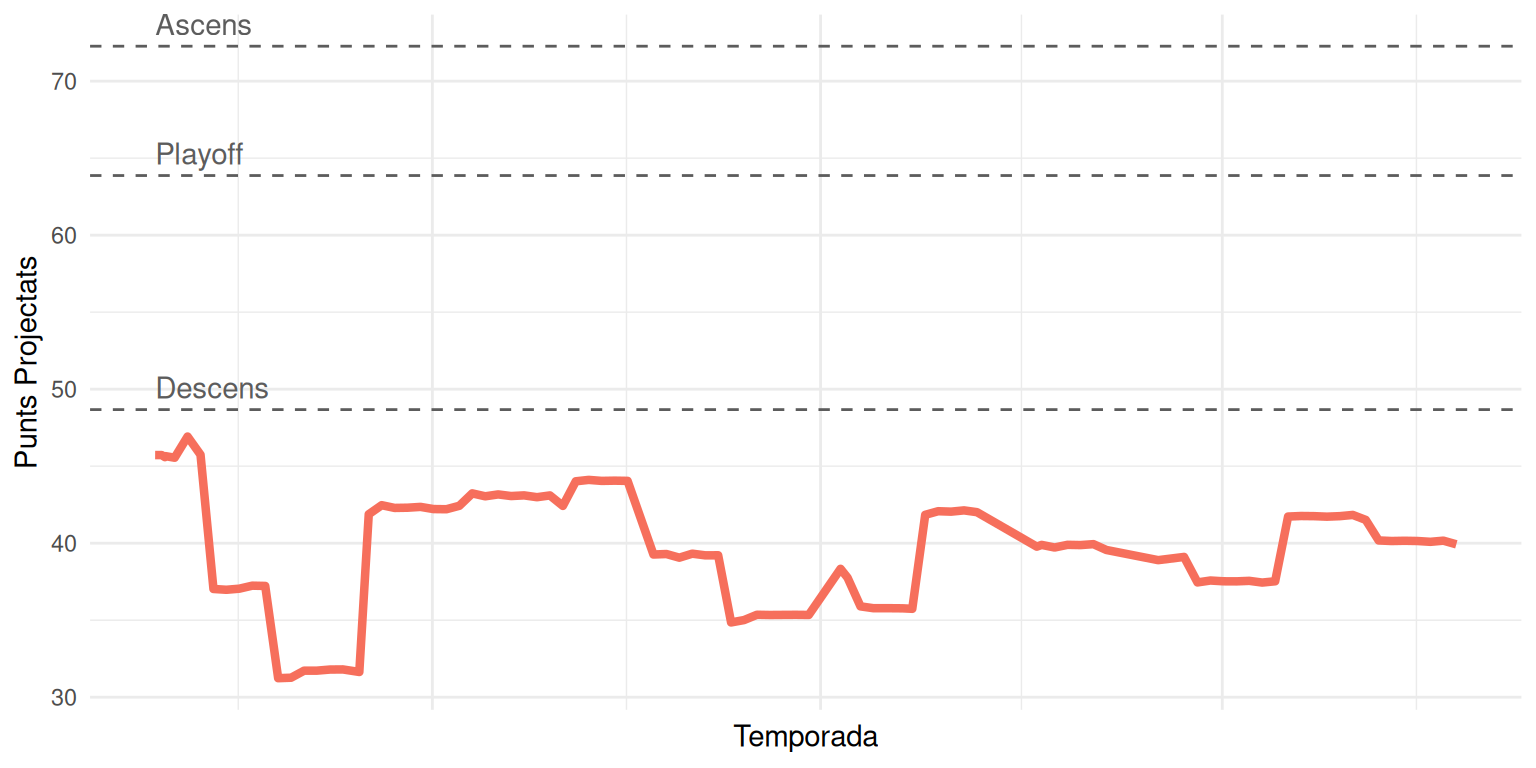 Ascens
70
Playoff
60
Descens
50
40
30
Punts Projectats
Temporada